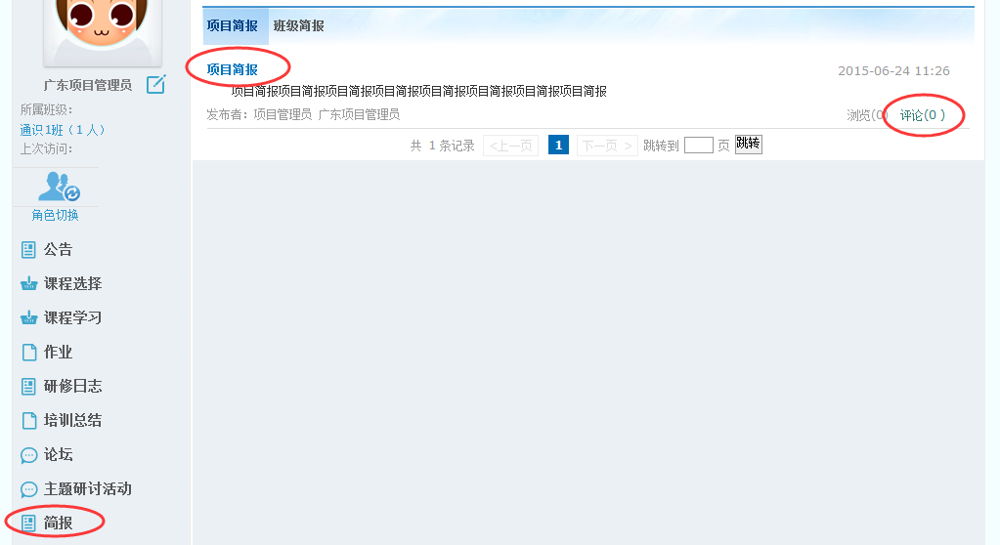 项目简报 班级简报
项目简报 2015-06-24 11:26
项目简报项目简报项目简报项目简报项目简报项目简报项目简报项目简报
发布者：项目管理员 广东项目管理员 浏览(0) 评论(0 )
共 1 条记录 <上一页 1 下一页 > 跳转到 页 跳转
广东项目管理员
所属班级：
通识1班（1 人）
上次访问：
角色切换
公告
课程选择
课程学习
作业
研修日志
培训总结
论坛
主题研讨活动
简报